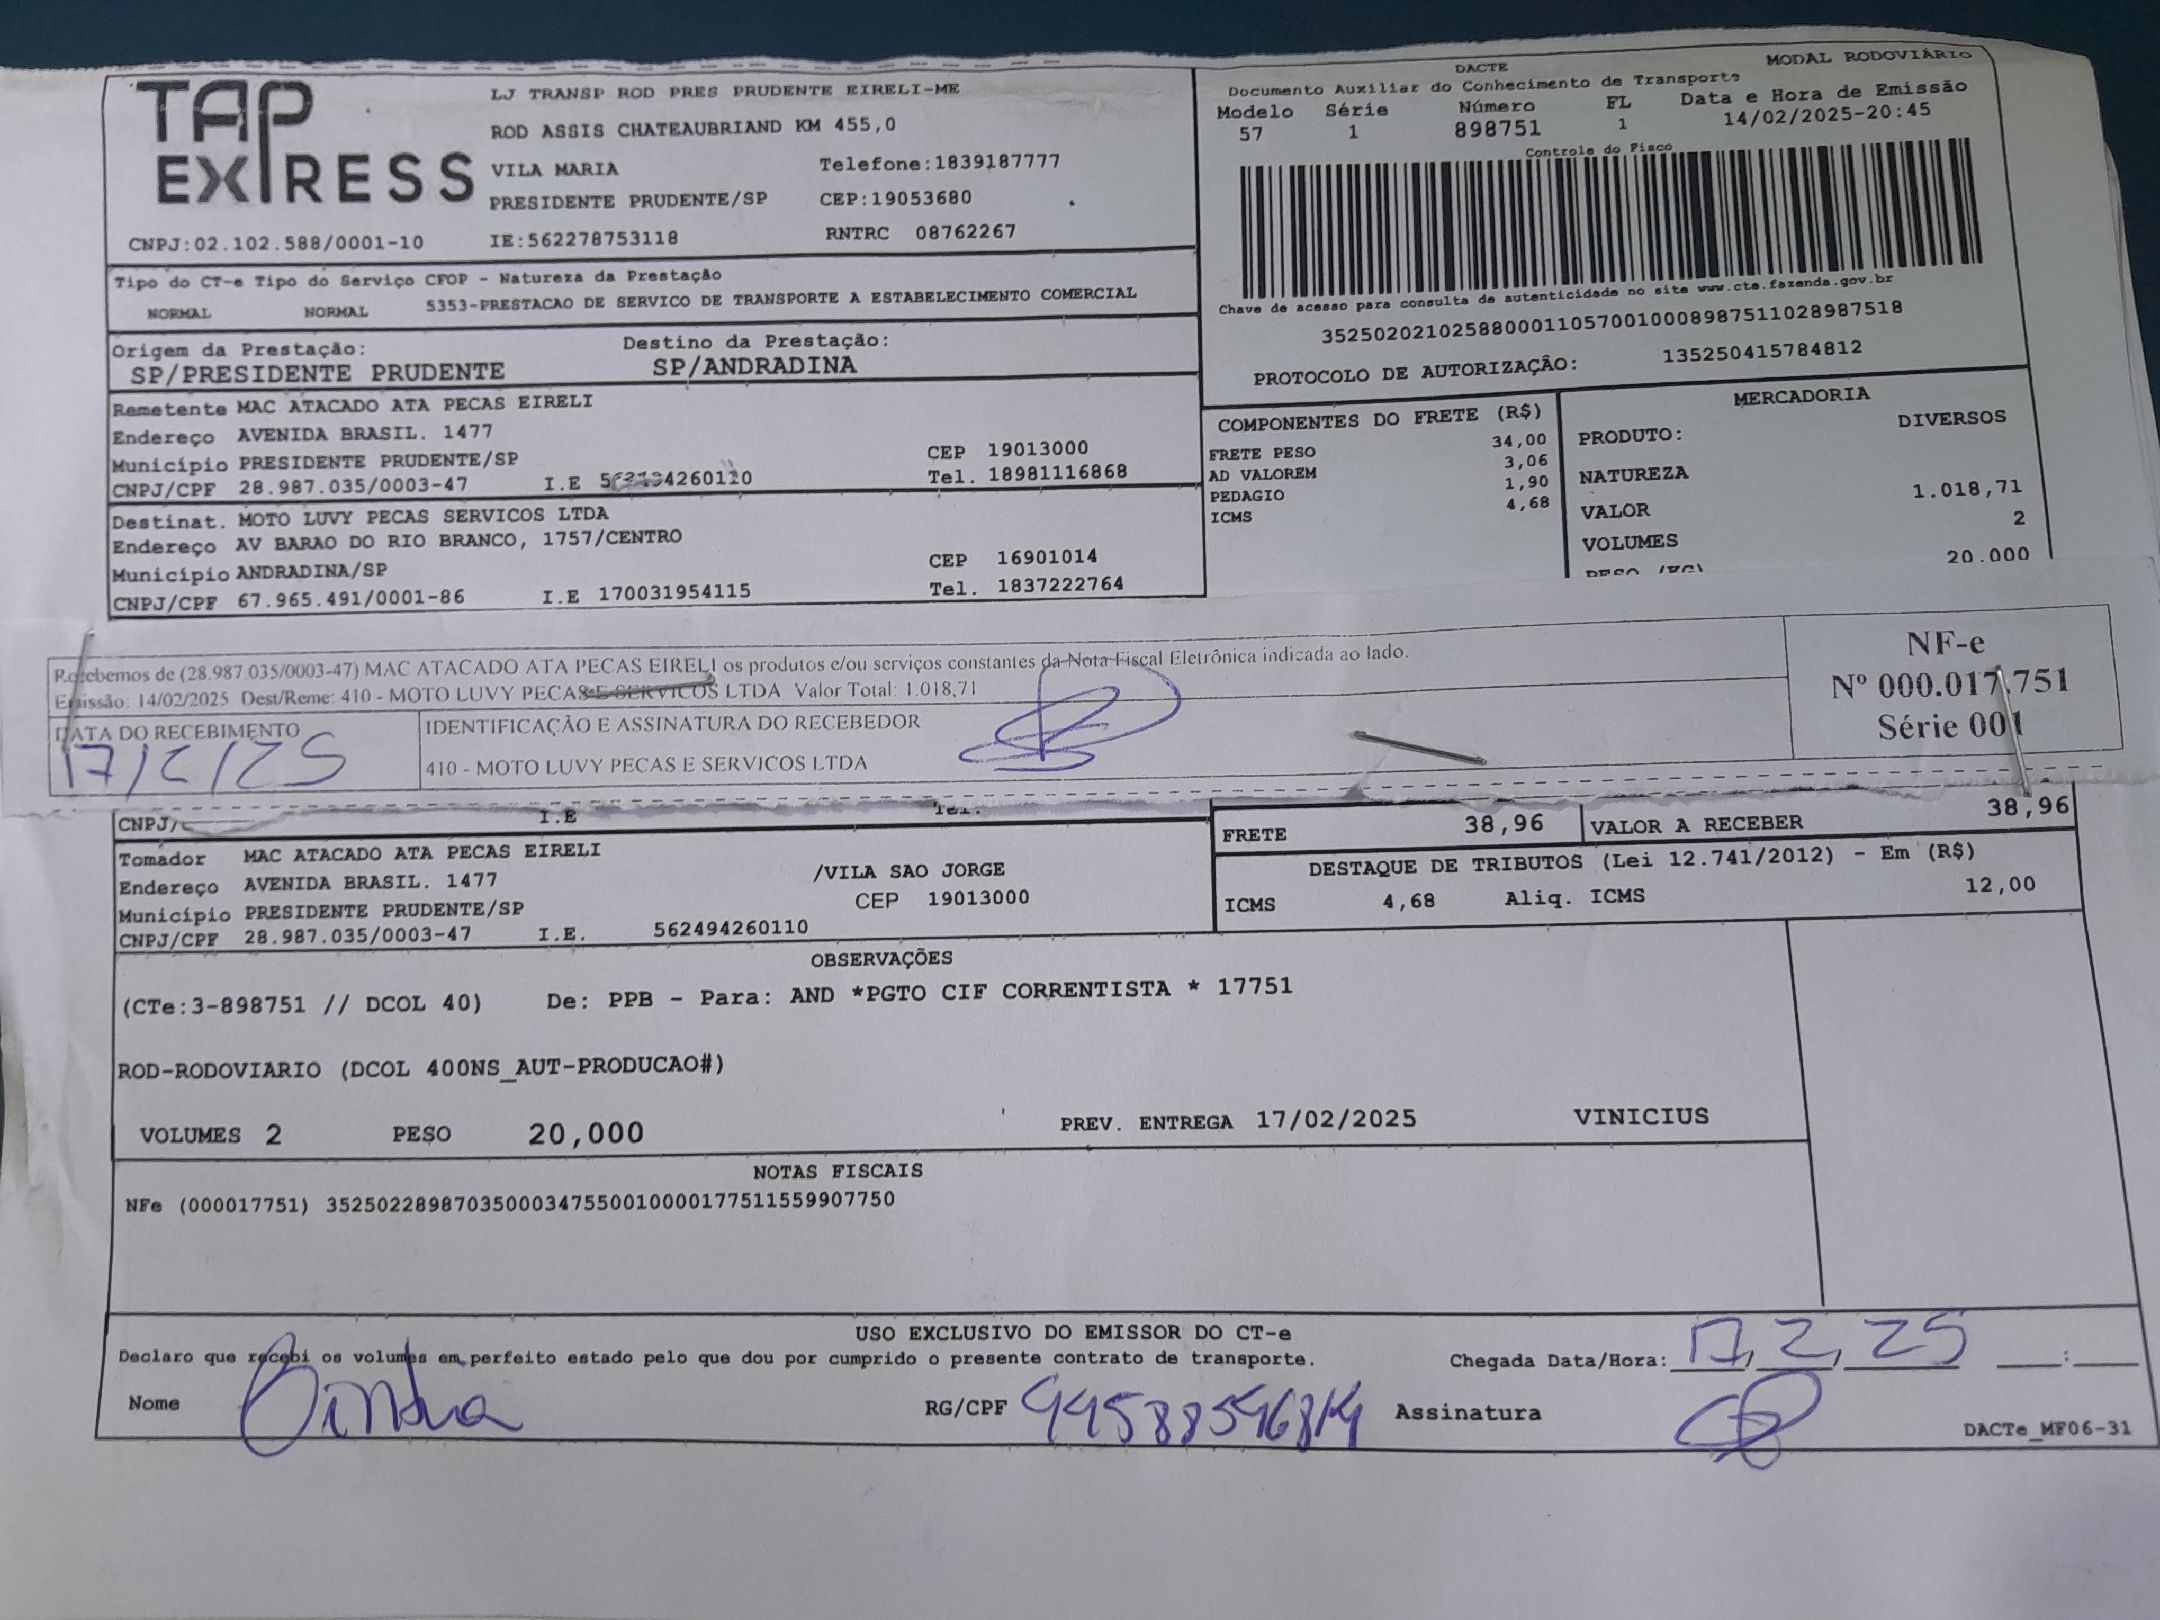 TAP EXPRESS
LJ TRANSP ROD PRES PRUDENTE EIRELI-ME
ROD ASSIS CHATEAUBRIAND KM 455,0
VILA MARIA Telefone:1839187777
PRESIDENTE PRUDENTE/SP CEP:19053680
CNPJ:02.102.588/0001-10 IE:562278753118 RNTRC 08762267
Tipo do CT-e Tipo do Serviço CFOP - Natureza da Prestação
NORMAL NORMAL 5353-PRESTACAO DE SERVICO DE TRANSPORTE A ESTABELECIMENTO COMERCIAL
Origem da Prestação: Destino da Prestação:
SP/PRESIDENTE PRUDENTE SP/ANDRADINA
Remetente MAC ATACADO ATA PECAS EIRELI
Endereço AVENIDA BRASIL. 1477
Município PRESIDENTE PRUDENTE/SP CEP 19013000
CNPJ/CPF 28.987.035/0003-47 I.E Tel. 18981116868
Destinat. MOTO LUVY PECAS SERVICOS LTDA
Endereço AV BARAO DO RIO BRANCO, 1757/CENTRO
Município ANDRADINA/SP CEP 16901014
CNPJ/CPF 67.965.491/0001-86 I.E 170031954115 Tel. 1837222764
DACTE MODAL RODOVIÁRIO
Documento Auxiliar do Conhecimento de Transporte
Modelo Série Número FL Data e Hora de Emissão
57 1 898751 1 14/02/2025-20:45
Controle do Fisco
Chave de acesso para consulta de autenticidade no site www.cte.fazenda.gov.br
35250202102588000110570010008987511028987518
PROTOCOLO DE AUTORIZAÇÃO: 135250415784812
COMPONENTES DO FRETE (R$)
FRETE PESO 34,00
AD VALOREM 3,06
PEDAGIO 1,90
ICMS 4,68
MERCADORIA
PRODUTO: DIVERSOS
NATUREZA
VALOR 1.018,71
VOLUMES 2
PESO (KG) 20.000
Recebemos de (28.987.035/0003-47) MAC ATACADO ATA PECAS EIRELI os produtos e/ou serviços constantes da Nota Fiscal Eletrônica indicada ao lado.
Emissão: 14/02/2025 Dest/Reme: 410 - MOTO LUVY PECAS E SERVICOS LTDA Valor Total: 1.018,71
DATA DO RECEBIMENTO IDENTIFICAÇÃO E ASSINATURA DO RECEBEDOR
17/2/25 410 - MOTO LUVY PECAS E SERVICOS LTDA
NF-e
Nº 000.017.751
Série 001
CNPJ/ I.E Tel.
FRETE 38,96 VALOR A RECEBER 38,96
Tomador MAC ATACADO ATA PECAS EIRELI
Endereço AVENIDA BRASIL. 1477 /VILA SAO JORGE
Município PRESIDENTE PRUDENTE/SP CEP 19013000
CNPJ/CPF 28.987.035/0003-47 I.E. 562494260110
DESTAQUE DE TRIBUTOS (Lei 12.741/2012) - Em (R$)
ICMS 4,68 Aliq. ICMS 12,00
OBSERVAÇÕES
(CTe:3-898751 // DCOL 40) De: PPB - Para: AND *PGTO CIF CORRENTISTA * 17751
ROD-RODOVIARIO (DCOL 400NS_AUT-PRODUCAO#)
VOLUMES 2 PESO 20,000 PREV. ENTREGA 17/02/2025 VINICIUS
NOTAS FISCAIS
NFe (000017751) 35250228987035000347550010000177511559907750
USO EXCLUSIVO DO EMISSOR DO CT-e
Declaro que recebi os volumes em perfeito estado pelo que dou por cumprido o presente contrato de transporte. Chegada Data/Hora: 17/2/25 :
Nome RG/CPF Assinatura
DACTe_MF06-31